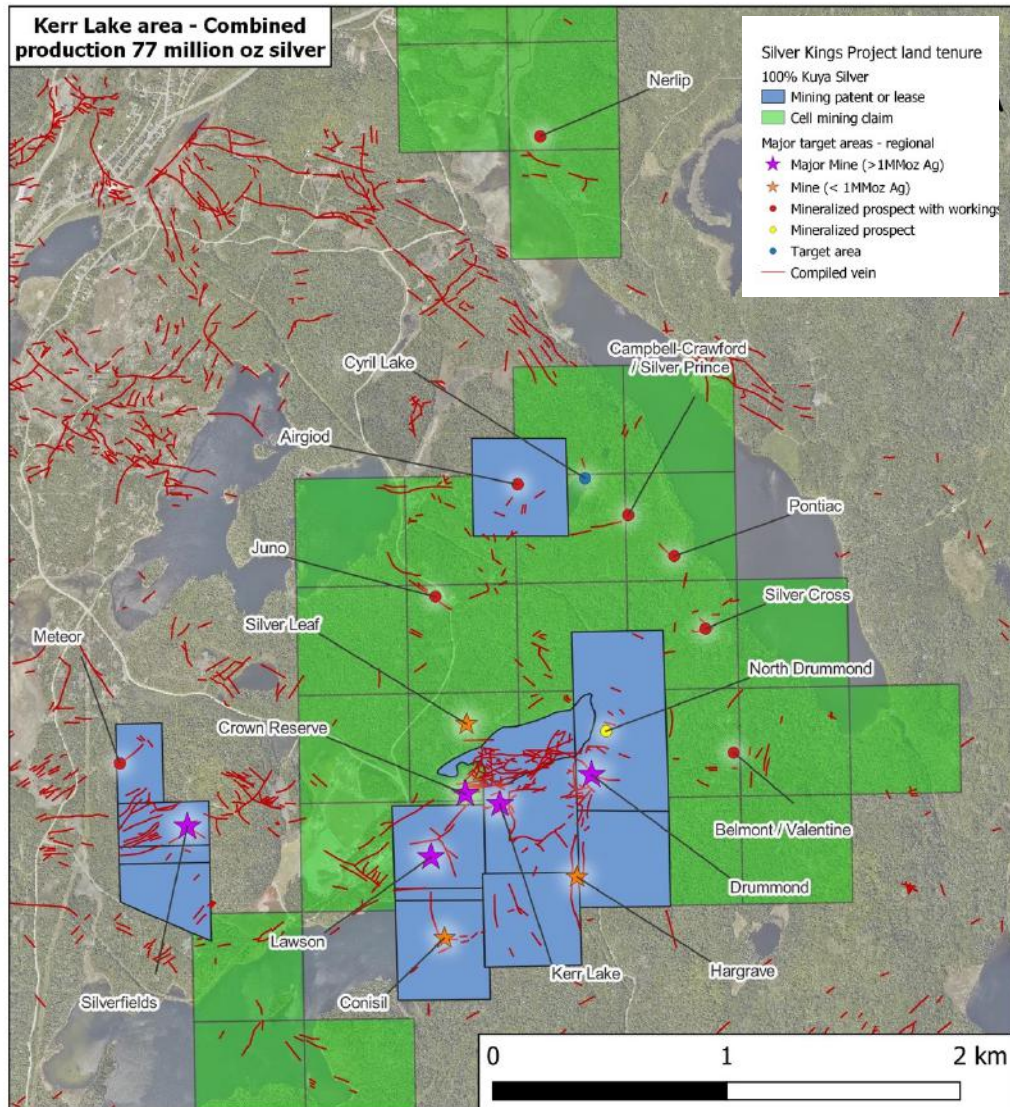 Kerr Lake area - Combined
production 77 million oz silver
Silver Kings Project land tenure
100% Kuya Silver
Mining patent or lease
Cell mining claim
Major target areas - regional
Major Mine (>1MMoz Ag)
Mine (< 1MMoz Ag)
Mineralized prospect with workings
Mineralized prospect
Target area
Compiled vein
Nerlip
Cyril Lake
Campbell-Crawford
/ Silver Prince
Airgiod
Pontiac
Juno
Silver Cross
Silver Leaf
Meteor
North Drummond
Crown Reserve
Belmont / Valentine
Drummond
Lawson
Kerr Lake
Hargrave
Silverfields
Conisil
0 1 2 km